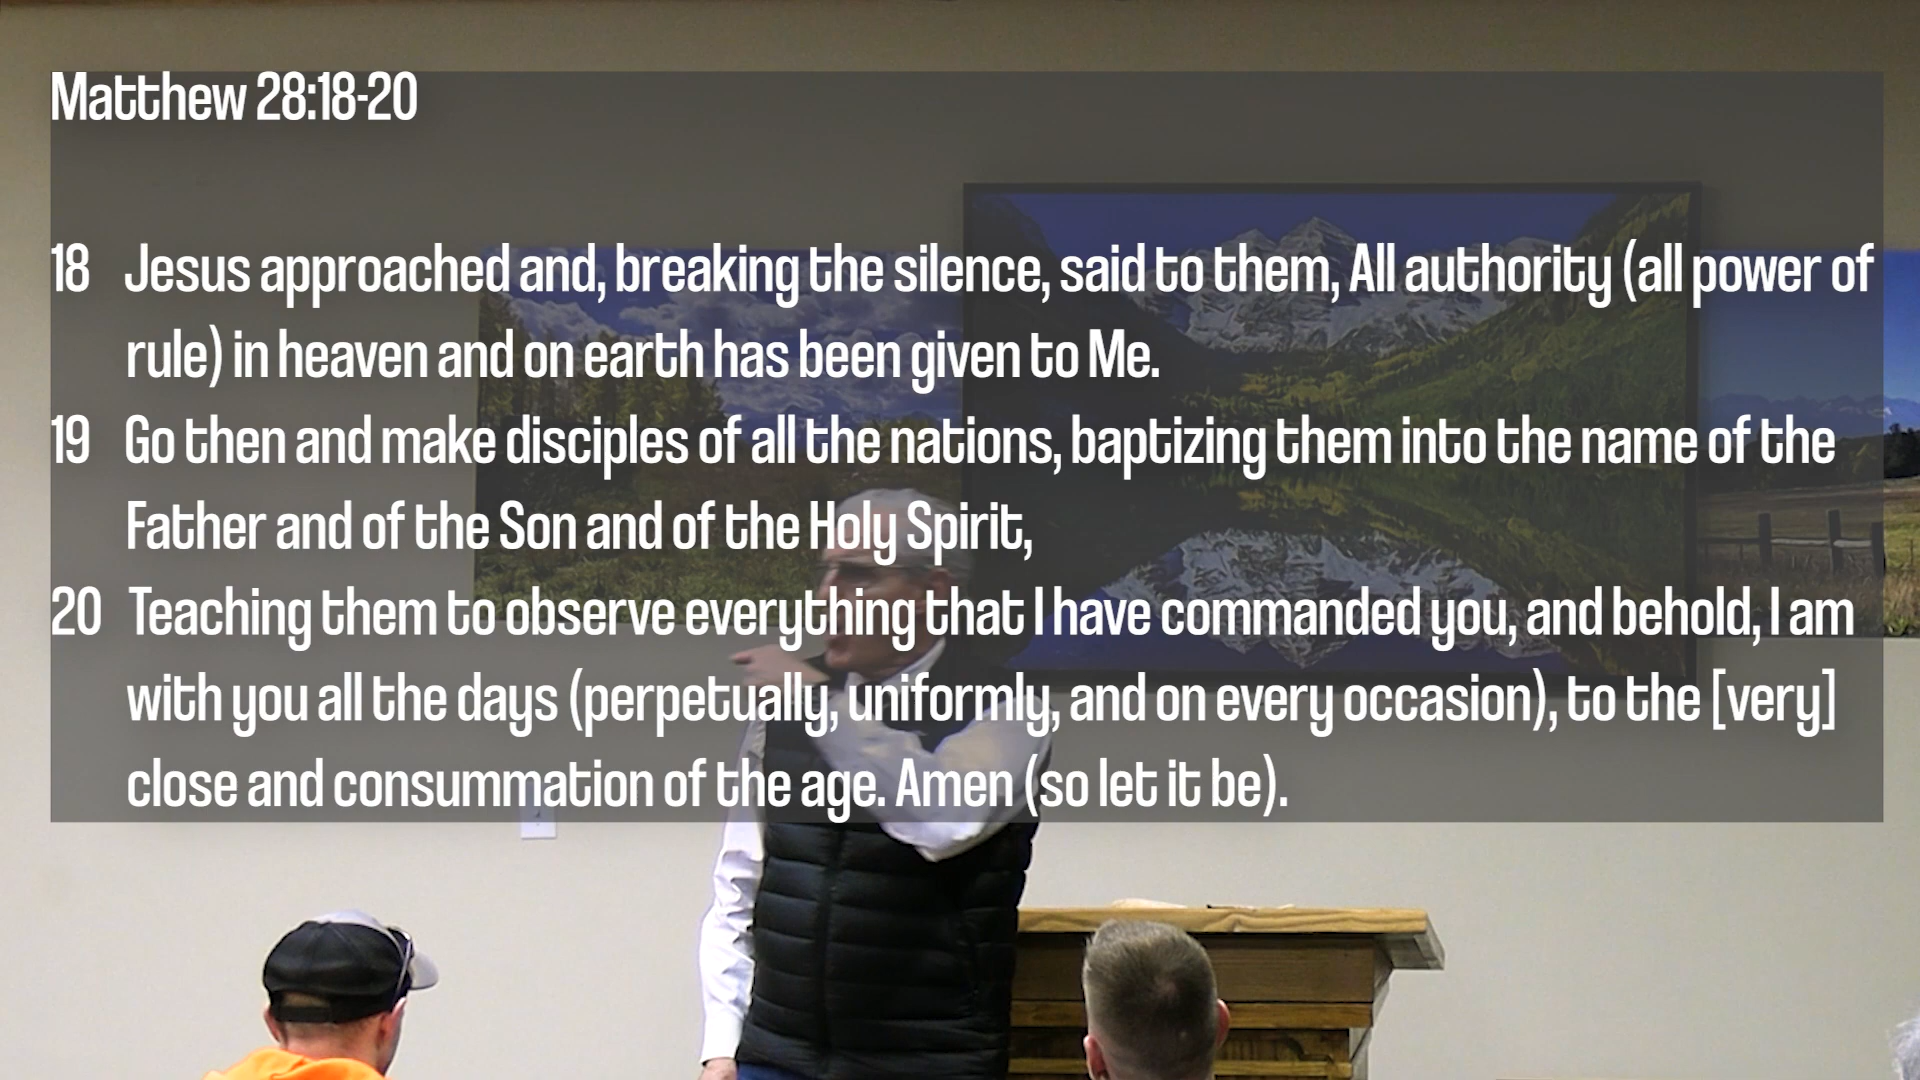 Matthew 28:18-20
18 Jesus approached and, breaking the silence, said to them, All authority (all power of
rule) in heaven and on earth has been given to Me.
19 Go then and make disciples of all the nations, baptizing them into the name of the
Father and of the Son and of the Holy Spirit,
20 Teaching them to observe everything that I have commanded you, and behold, I am
with you all the days (perpetually, uniformly, and on every occasion), to the [very]
close and consummation of the age. Amen (so let it be).